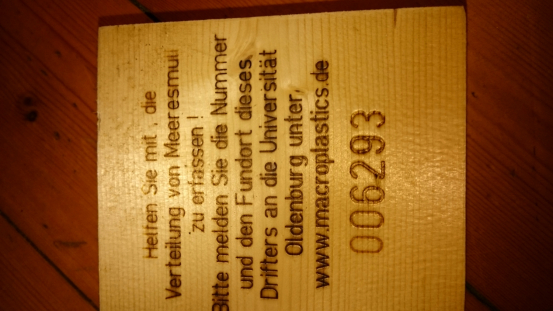 Helfen Sie mit, die
Verteilung von Meeresmüll
zu erfassen!
Bitte melden Sie die Nummer
und den Fundort dieses
Drifters an die Universität
Oldenburg unter,
www.macroplastics.de
006293